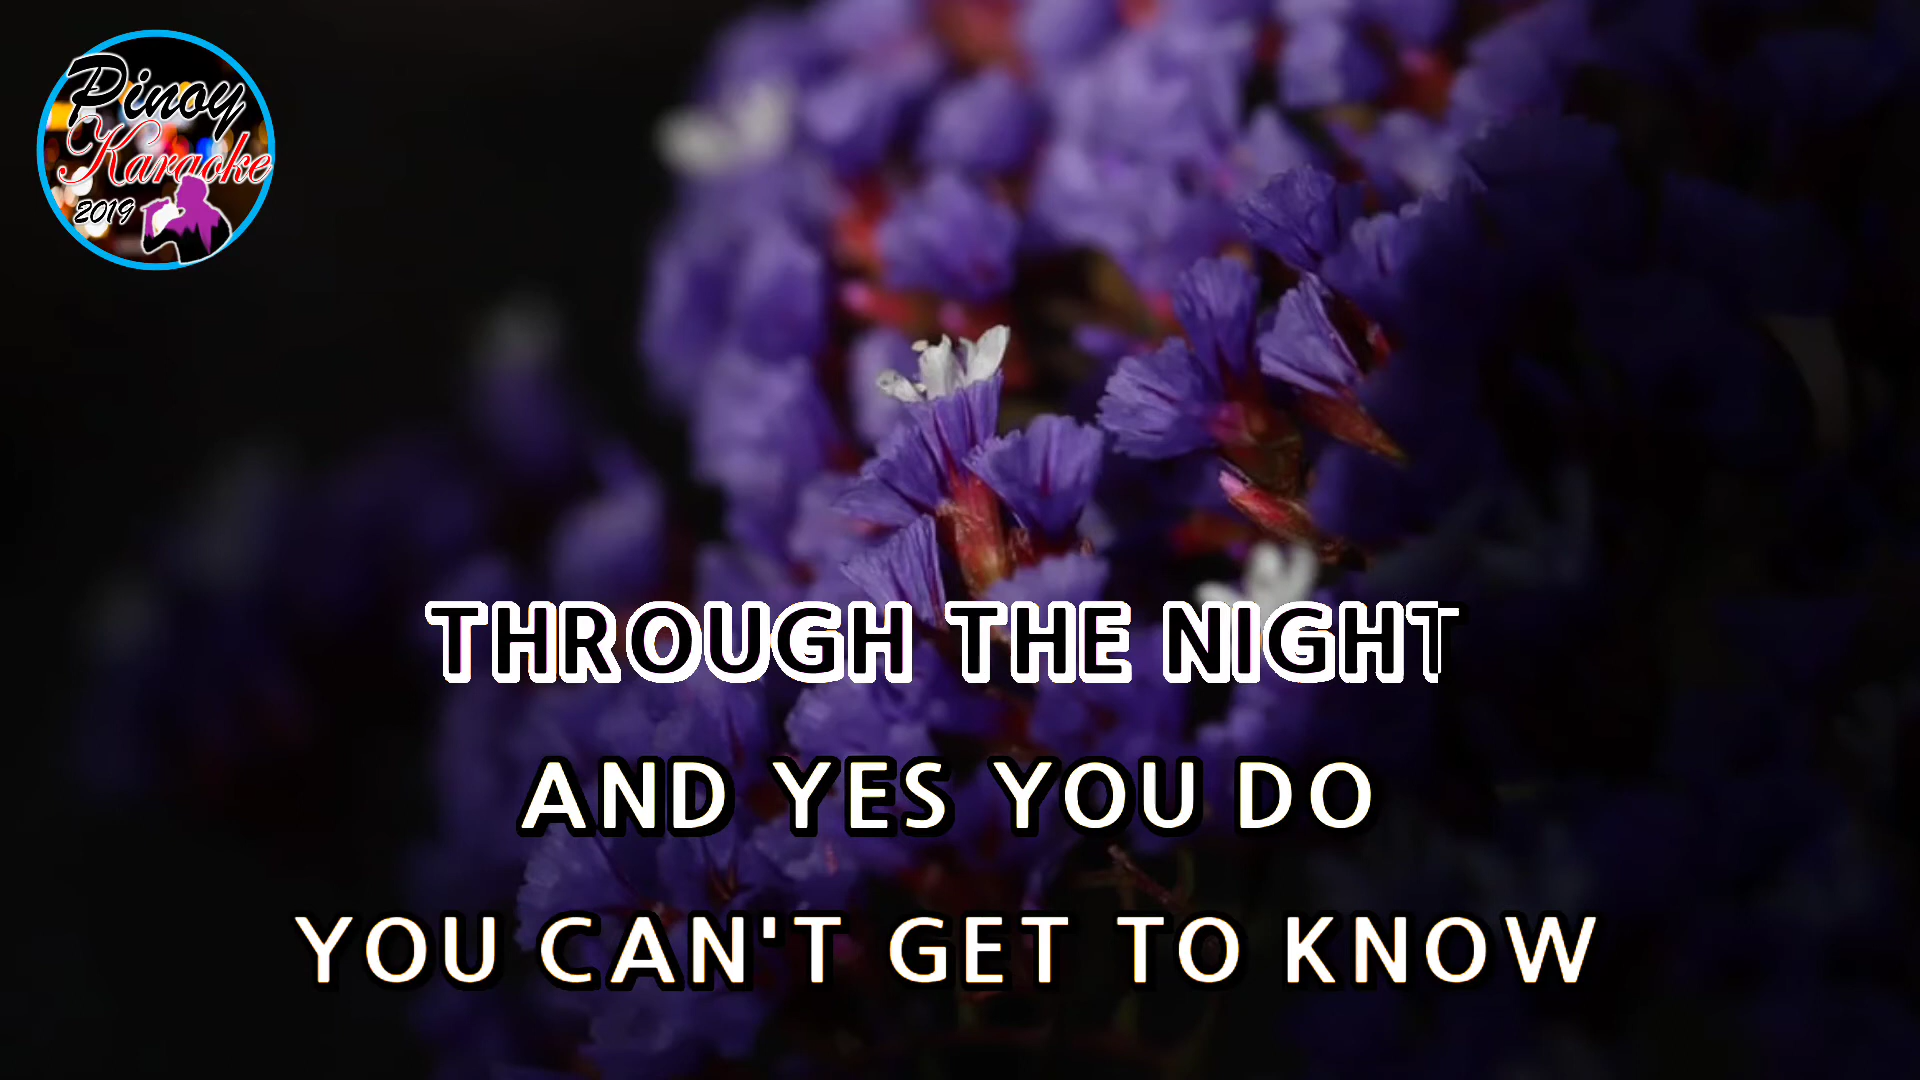 Pinoy
Karaoke
2019
THROUGH THE NIGHT
AND YES YOU DO
YOU CAN'T GET TO KNOW